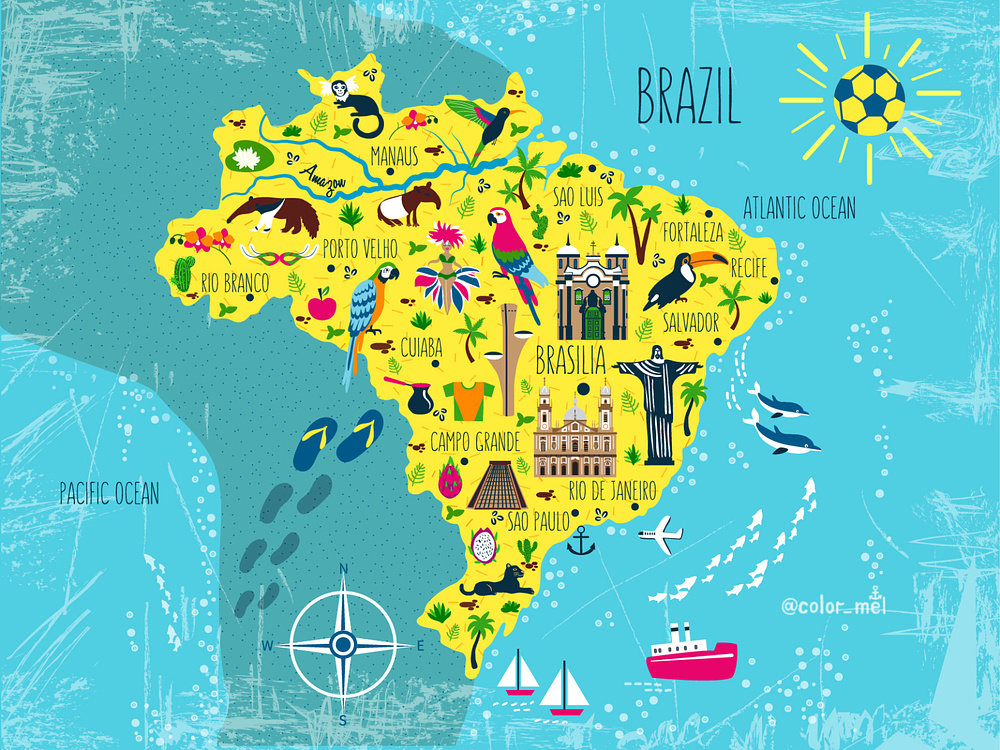 BRAZIL
MANAUS
Amazon
SAO LUIS
ATLANTIC OCEAN
FORTALEZA
PORTO VELHO
RECIFE
RIO BRANCO
SALVADOR
CUIABA
BRASILIA
CAMPO GRANDE
PACIFIC OCEAN
RIO DE JANEIRO
SAO PAULO
N
@color_mel
W
E
S